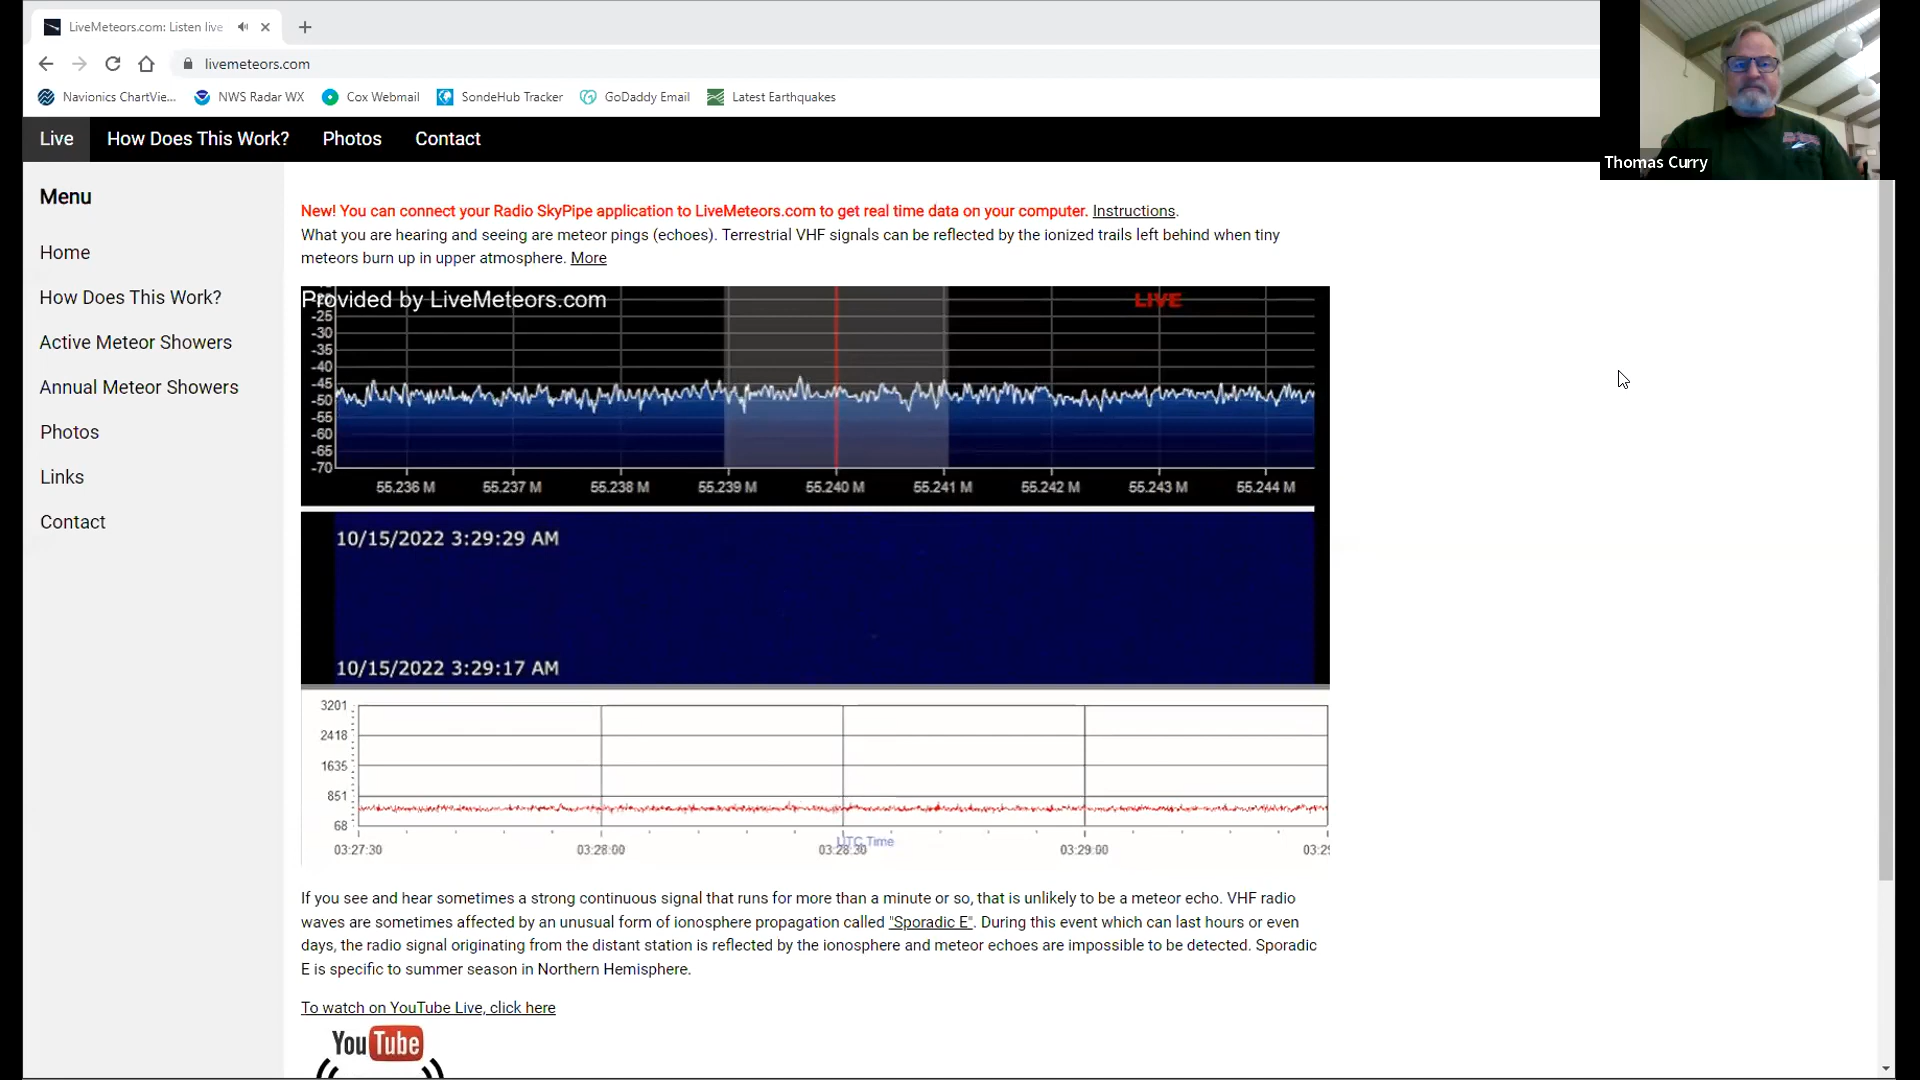 LiveMeteors.com: Listen live
livemeteors.com
Navionics ChartVie... NWS Radar WX Cox Webmail SondeHub Tracker GoDaddy Email Latest Earthquakes
Live How Does This Work? Photos Contact
Thomas Curry
Menu
Home
How Does This Work?
Active Meteor Showers
Annual Meteor Showers
Photos
Links
Contact
New! You can connect your Radio SkyPipe application to LiveMeteors.com to get real time data on your computer. Instructions.
What you are hearing and seeing are meteor pings (echoes). Terrestrial VHF signals can be reflected by the ionized trails left behind when tiny
meteors burn up in upper atmosphere. More
Provided by LiveMeteors.com LIVE
-20
-25
-30
-35
-40
-45
-50
-55
-60
-65
-70
55.236 M 55.237 M 55.238 M 55.239 M 55.240 M 55.241 M 55.242 M 55.243 M 55.244 M
10/15/2022 3:29:29 AM
10/15/2022 3:29:17 AM
3201
2418
1635
851
68
UTC Time
03:27:30 03:28:00 03:28:30 03:29:00 03:29
If you see and hear sometimes a strong continuous signal that runs for more than a minute or so, that is unlikely to be a meteor echo. VHF radio
waves are sometimes affected by an unusual form of ionosphere propagation called "Sporadic E". During this event which can last hours or even
days, the radio signal originating from the distant station is reflected by the ionosphere and meteor echoes are impossible to be detected. Sporadic
E is specific to summer season in Northern Hemisphere.
To watch on YouTube Live, click here
YouTube